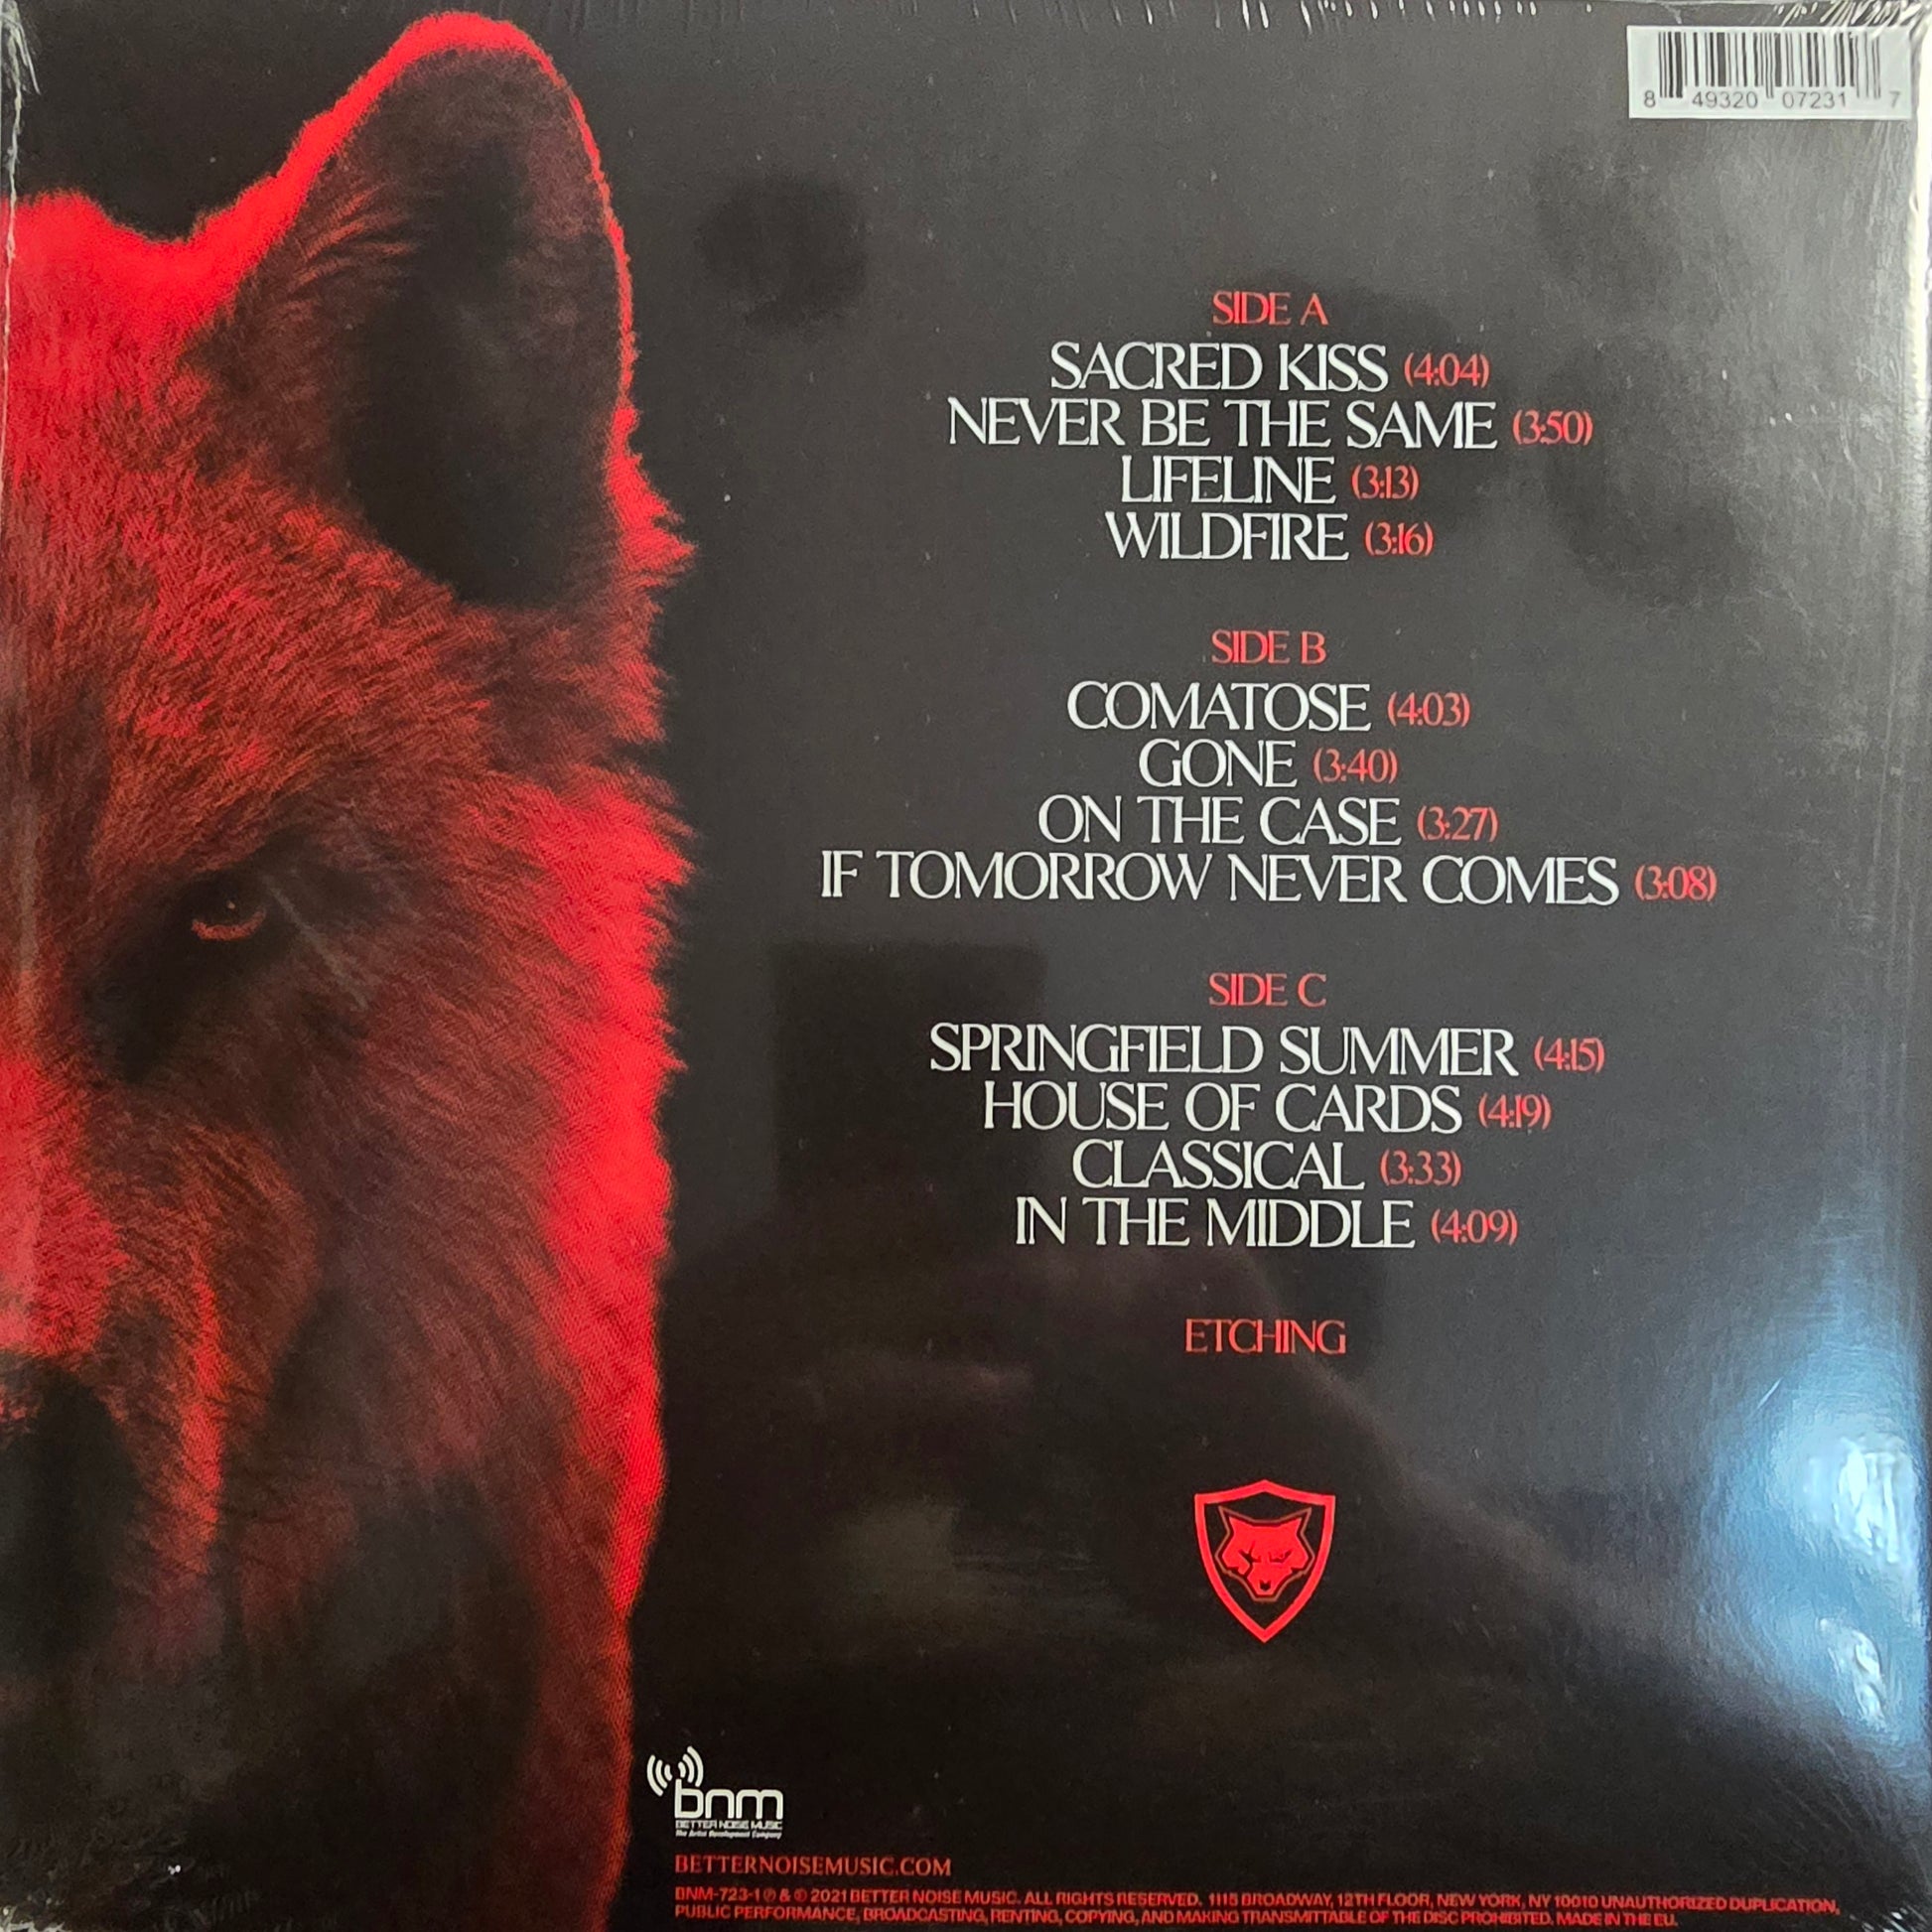 8 49320 07231 7
SIDE A
SACRED KISS (4:04)
NEVER BE THE SAME (3:50)
LIFELINE (3:13)
WILDFIRE (3:16)
SIDE B
COMATOSE (4:03)
GONE (3:40)
ON THE CASE (3:27)
IF TOMORROW NEVER COMES (3:08)
SIDE C
SPRINGFIELD SUMMER (4:15)
HOUSE OF CARDS (4:19)
CLASSICAL (3:33)
IN THE MIDDLE (4:09)
ETCHING
bnm
BETTER NOISE MUSIC
The Artist Development Company
BETTERNOISEMUSIC.COM
BNM-723-1 ℗ & © 2021 BETTER NOISE MUSIC. ALL RIGHTS RESERVED. 1115 BROADWAY, 12TH FLOOR, NEW YORK, NY 10010 UNAUTHORIZED DUPLICATION,
PUBLIC PERFORMANCE, BROADCASTING, RENTING, COPYING, AND MAKING TRANSMITTABLE OF THE DISC PROHIBITED. MADE IN THE EU.